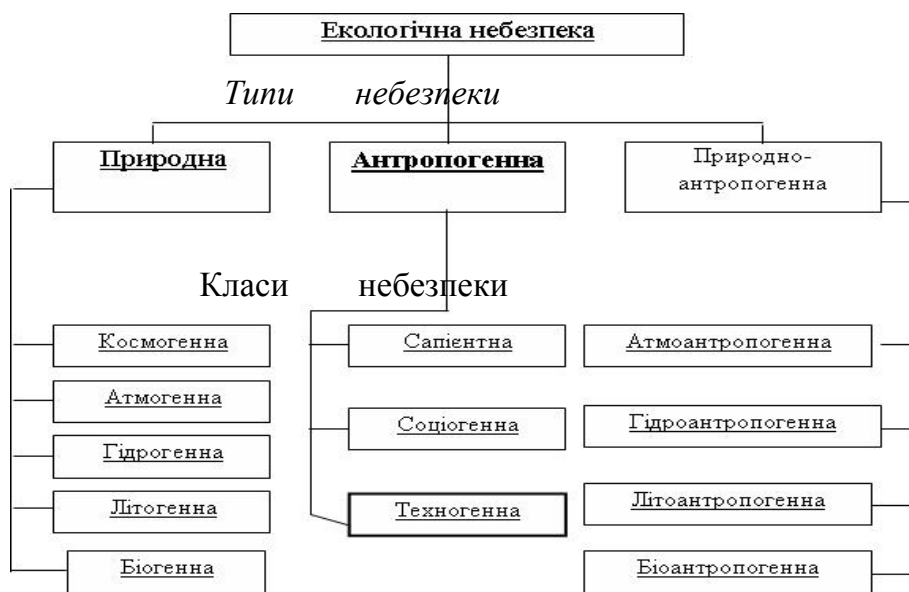 Екологічна небезпека
Типи небезпеки
Природна
Антропогенна
Природно-
антропогенна
Класи небезпеки
Космогенна
Атмогенна
Гідрогенна
Літогенна
Біогенна
Сапієнтна
Соціогенна
Техногенна
Атмоантропогенна
Гідроантропогенна
Літоантропогенна
Біоантропогенна